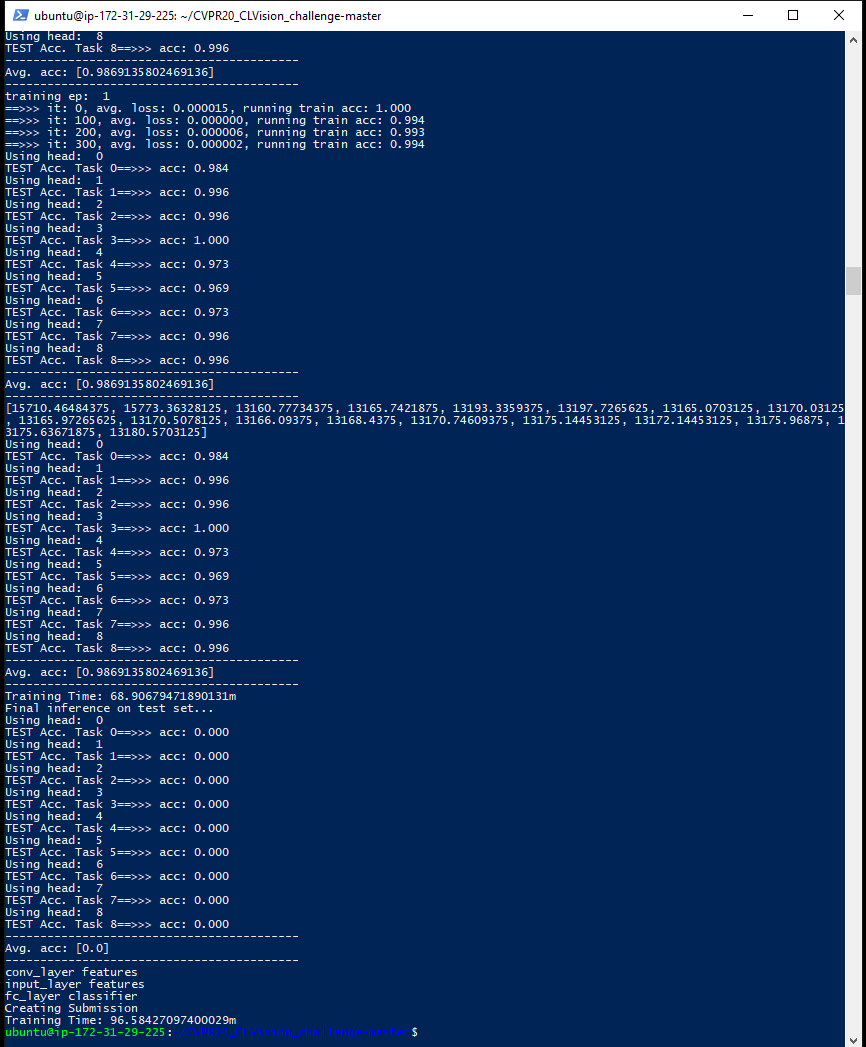 ubuntu@ip-172-31-29-225: ~/CVPR20_CLVision_challenge-master
Using head:  8
TEST Acc. Task 8==>>> acc: 0.996
------------------------------------------
Avg. acc: [0.9869135802469136]
------------------------------------------
training ep:  1
==>>> it: 0, avg. loss: 0.000015, running train acc: 1.000
==>>> it: 100, avg. loss: 0.000000, running train acc: 0.994
==>>> it: 200, avg. loss: 0.000006, running train acc: 0.993
==>>> it: 300, avg. loss: 0.000002, running train acc: 0.994
Using head:  0
TEST Acc. Task 0==>>> acc: 0.984
Using head:  1
TEST Acc. Task 1==>>> acc: 0.996
Using head:  2
TEST Acc. Task 2==>>> acc: 0.996
Using head:  3
TEST Acc. Task 3==>>> acc: 1.000
Using head:  4
TEST Acc. Task 4==>>> acc: 0.973
Using head:  5
TEST Acc. Task 5==>>> acc: 0.969
Using head:  6
TEST Acc. Task 6==>>> acc: 0.973
Using head:  7
TEST Acc. Task 7==>>> acc: 0.996
Using head:  8
TEST Acc. Task 8==>>> acc: 0.996
------------------------------------------
Avg. acc: [0.9869135802469136]
------------------------------------------
[15710.46484375, 15773.36328125, 13160.77734375, 13165.7421875, 13193.3359375, 13197.7265625, 13165.0703125, 13170.03125
, 13165.97265625, 13170.5078125, 13166.09375, 13168.4375, 13170.74609375, 13175.14453125, 13172.14453125, 13175.96875, 1
3175.63671875, 13180.5703125]
Using head:  0
TEST Acc. Task 0==>>> acc: 0.984
Using head:  1
TEST Acc. Task 1==>>> acc: 0.996
Using head:  2
TEST Acc. Task 2==>>> acc: 0.996
Using head:  3
TEST Acc. Task 3==>>> acc: 1.000
Using head:  4
TEST Acc. Task 4==>>> acc: 0.973
Using head:  5
TEST Acc. Task 5==>>> acc: 0.969
Using head:  6
TEST Acc. Task 6==>>> acc: 0.973
Using head:  7
TEST Acc. Task 7==>>> acc: 0.996
Using head:  8
TEST Acc. Task 8==>>> acc: 0.996
------------------------------------------
Avg. acc: [0.9869135802469136]
------------------------------------------
Training Time: 68.90679471890131m
Final inference on test set...
Using head:  0
TEST Acc. Task 0==>>> acc: 0.000
Using head:  1
TEST Acc. Task 1==>>> acc: 0.000
Using head:  2
TEST Acc. Task 2==>>> acc: 0.000
Using head:  3
TEST Acc. Task 3==>>> acc: 0.000
Using head:  4
TEST Acc. Task 4==>>> acc: 0.000
Using head:  5
TEST Acc. Task 5==>>> acc: 0.000
Using head:  6
TEST Acc. Task 6==>>> acc: 0.000
Using head:  7
TEST Acc. Task 7==>>> acc: 0.000
Using head:  8
TEST Acc. Task 8==>>> acc: 0.000
------------------------------------------
Avg. acc: [0.0]
------------------------------------------
conv_layer features
input_layer features
fc_layer classifier
Creating Submission
Training Time: 96.58427097400029m
ubuntu@ip-172-31-29-225:~/CVPR20_CLVision_challenge-master$